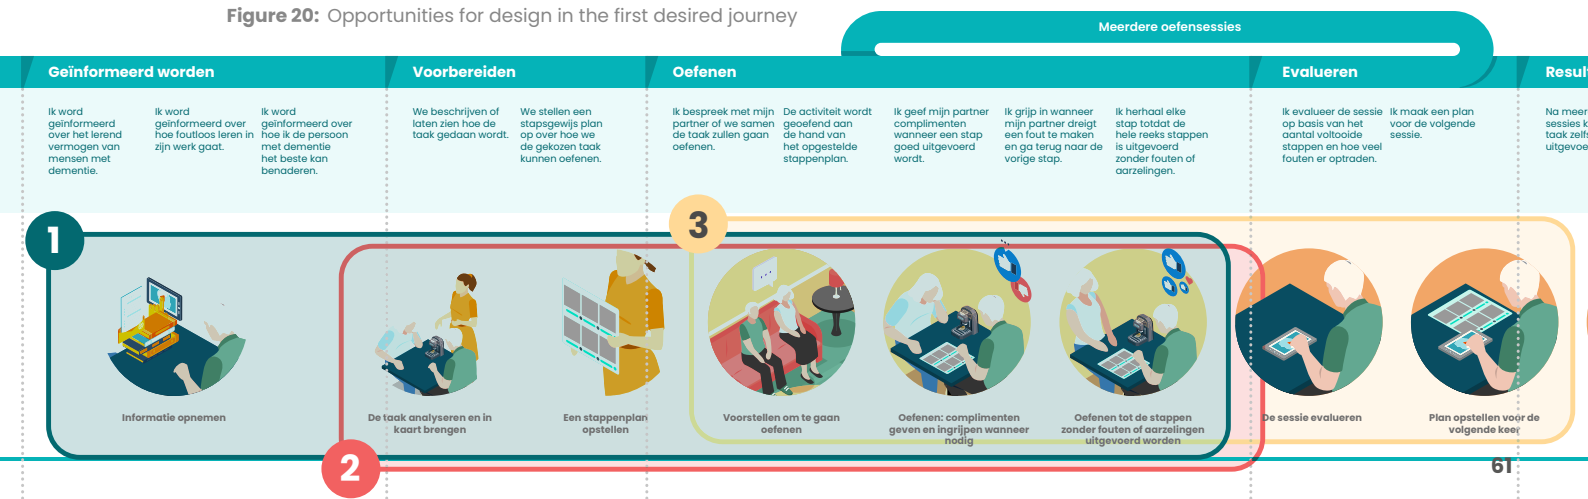 Figure 20: Opportunities for design in the first desired journey
Meerdere oefensessies
Geïnformeerd worden
Voorbereiden
Oefenen
Evalueren
Ik word
geïnformeerd
over het lerend
vermogen van
mensen met
dementie.
Ik word
geïnformeerd over
hoe foutloos leren in
zijn werk gaat.
Ik word
geïnformeerd over
hoe ik de persoon
met dementie
het beste kan
benaderen.
We beschrijven of
laten zien hoe de
taak gedaan wordt.
We stellen een
stapsgewijs plan
op over hoe we
de gekozen taak
kunnen oefenen.
Ik bespreek met mijn
partner of we samen
de taak zullen gaan
oefenen.
De activiteit wordt
geoefend aan
de hand van
het opgestelde
stappenplan.
Ik geef mijn partner
complimenten
wanneer een stap
goed uitgevoerd
wordt.
Ik grijp in wanneer
mijn partner dreigt
een fout te maken
en ga terug naar de
vorige stap.
Ik herhaal elke
stap totdat de
hele reeks stappen
is uitgevoerd
zonder fouten of
aarzelingen.
Ik evalueer de sessie
op basis van het
aantal voltooide
stappen en hoe veel
fouten er optraden.
Ik maak een plan
voor de volgende
sessie.
Na meer
sessies k
taak zelfs
uitgevoe
1
3
Informatie opnemen
De taak analyseren en in
kaart brengen
Een stappenplan
opstellen
Voorstellen om te gaan
oefenen
Oefenen: complimenten
geven en ingrijpen wanneer
nodig
Oefenen tot de stappen
zonder fouten of aarzelingen
uitgevoerd worden
De sessie evalueren
Plan opstellen voor de
volgende keer
2
61